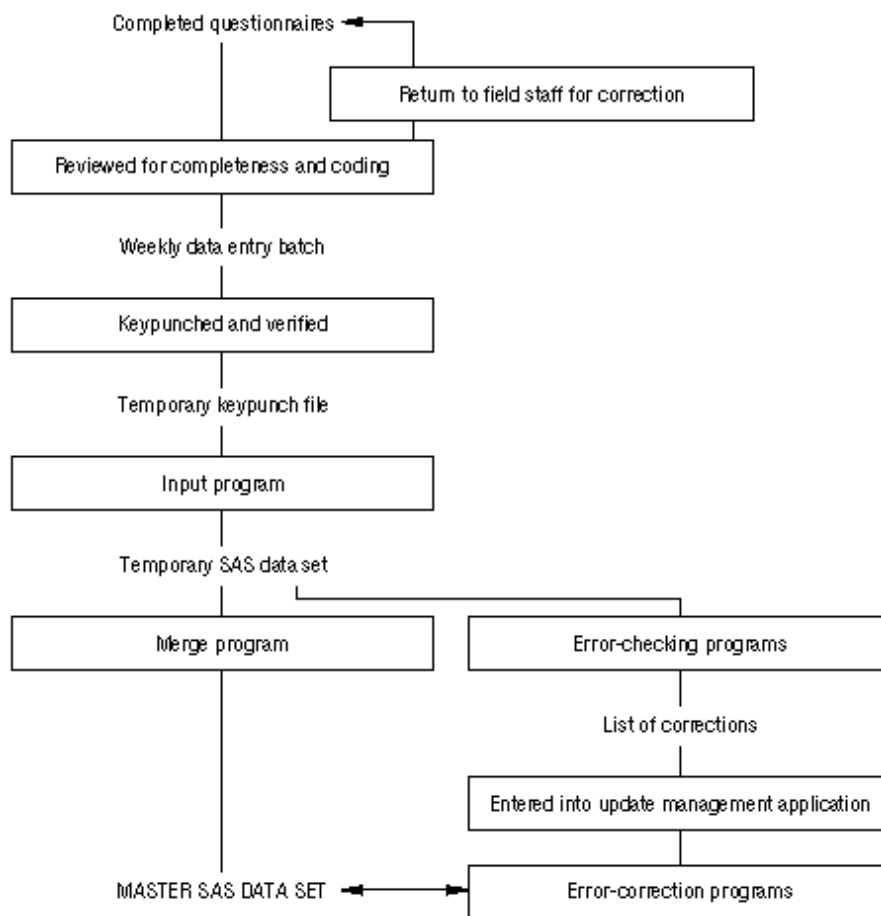 Completed questionnaires
Return to field staff for correction
Reviewed for completeness and coding
Weekly data entry batch
Keypunched and verified
Temporary keypunch file
Input program
Temporary SAS data set
Merge program
Error-checking programs
List of corrections
Entered into update management application
MASTER SAS DATA SET
Error-correction programs